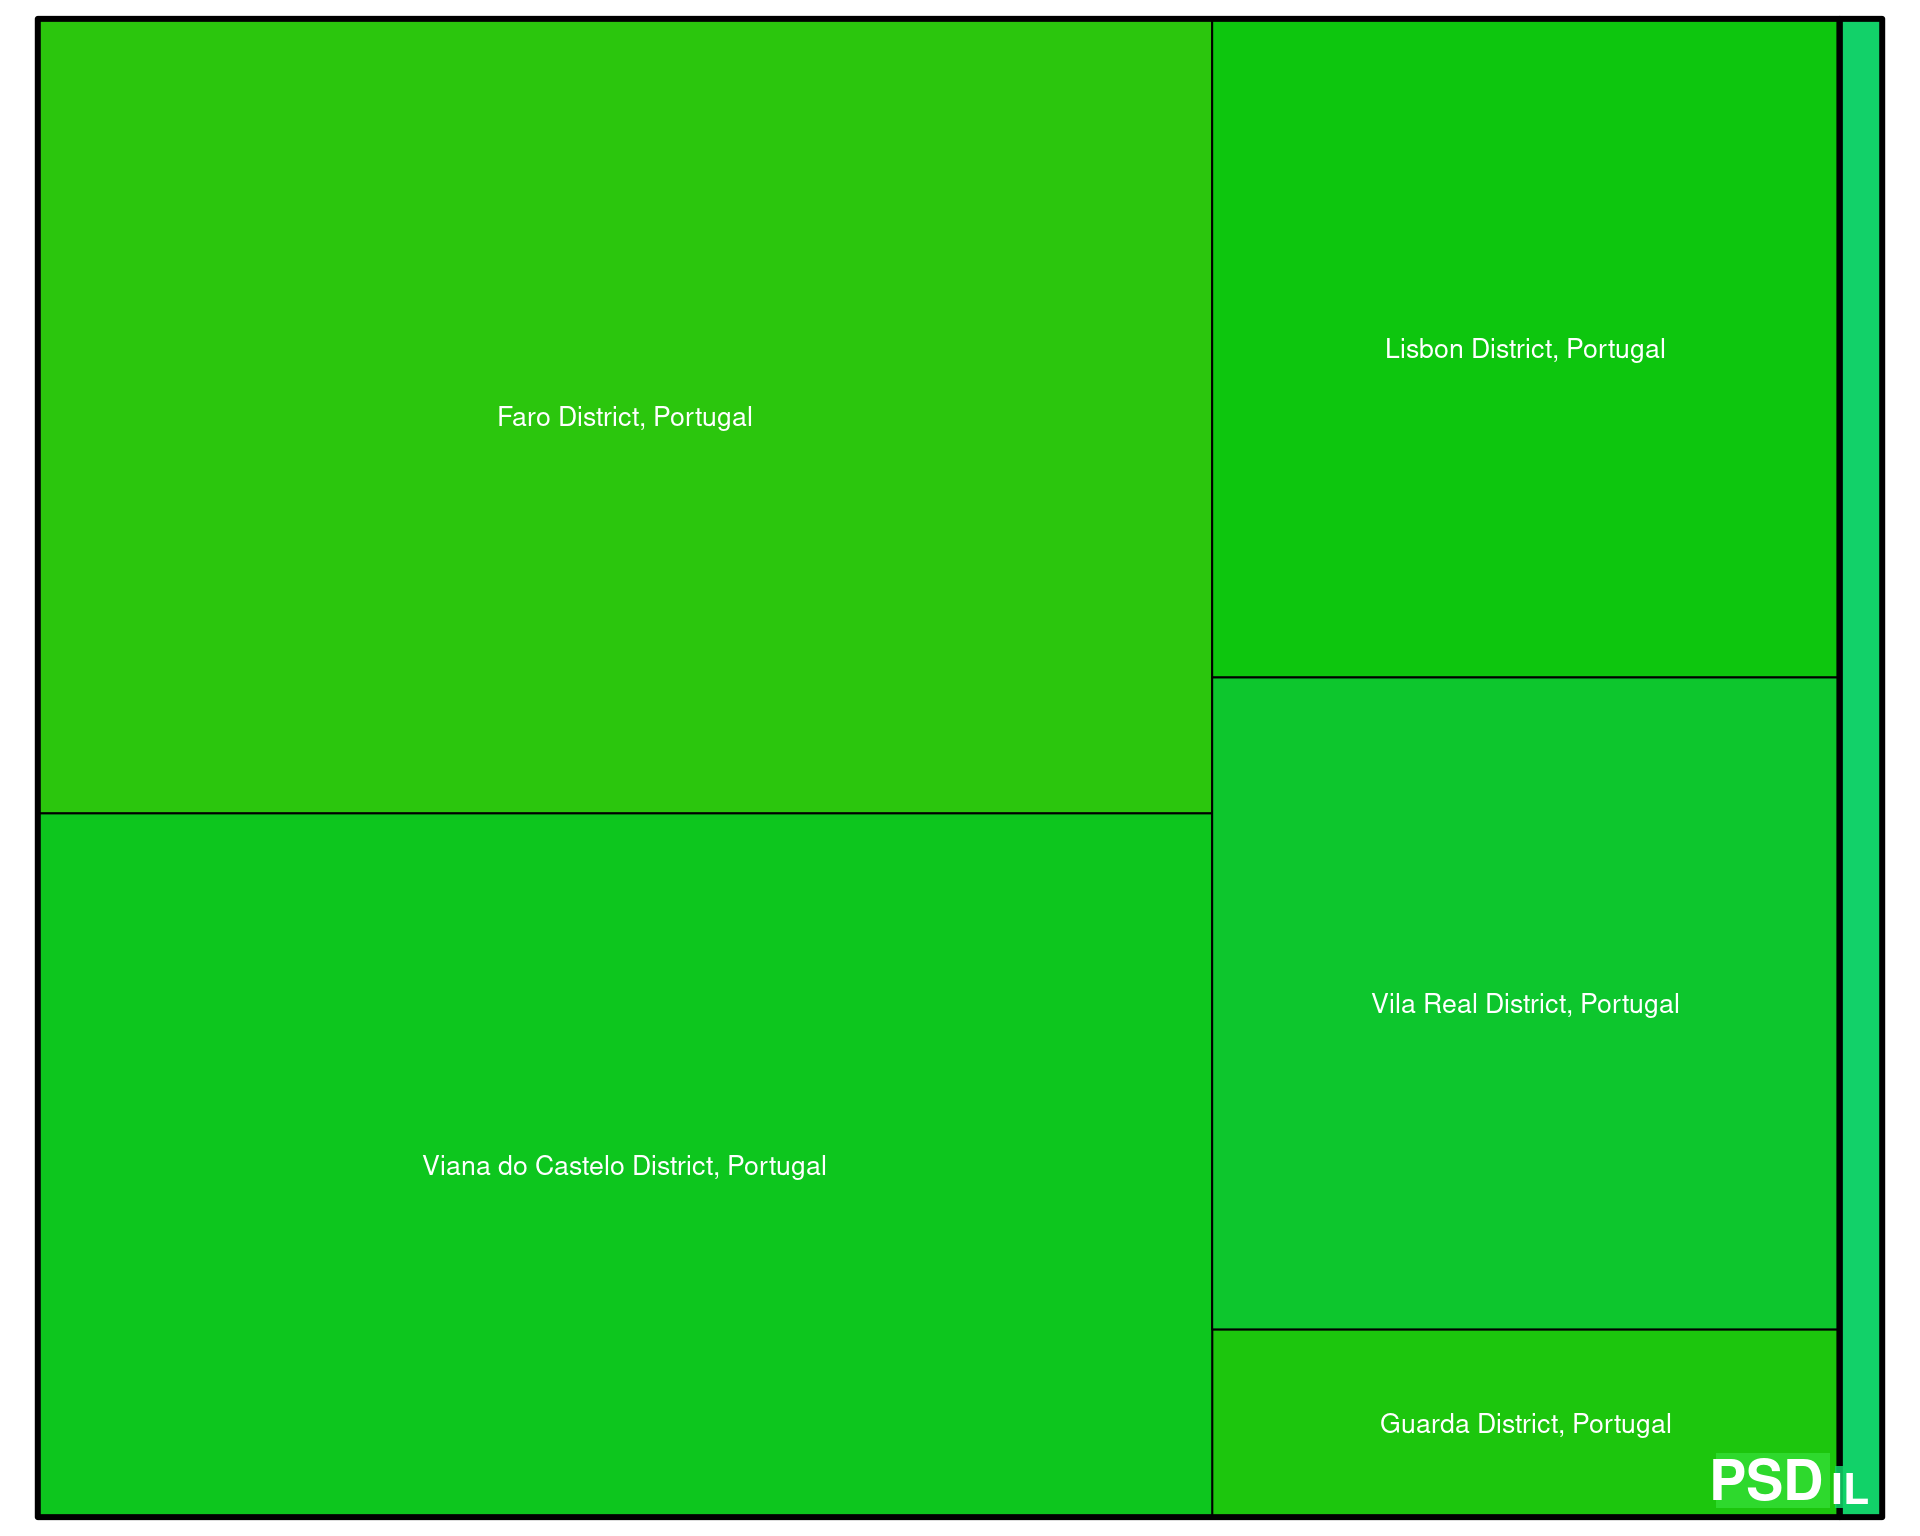 Faro District, Portugal
Viana do Castelo District, Portugal
Lisbon District, Portugal
Vila Real District, Portugal
Guarda District, Portugal
PSD
IL